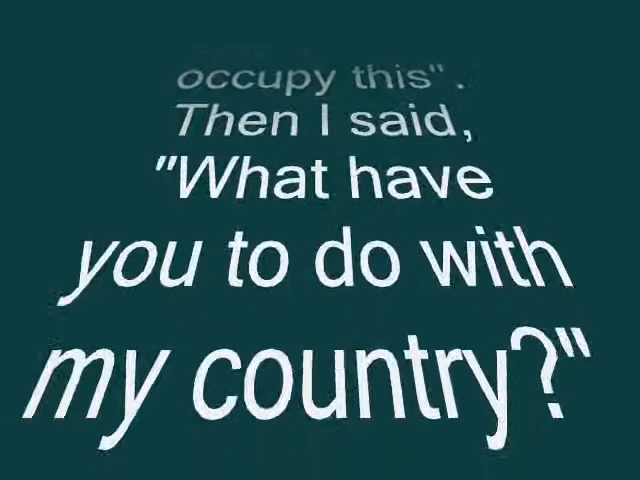 occupy this".
Then I said,
"What have
you to do with
my country?"